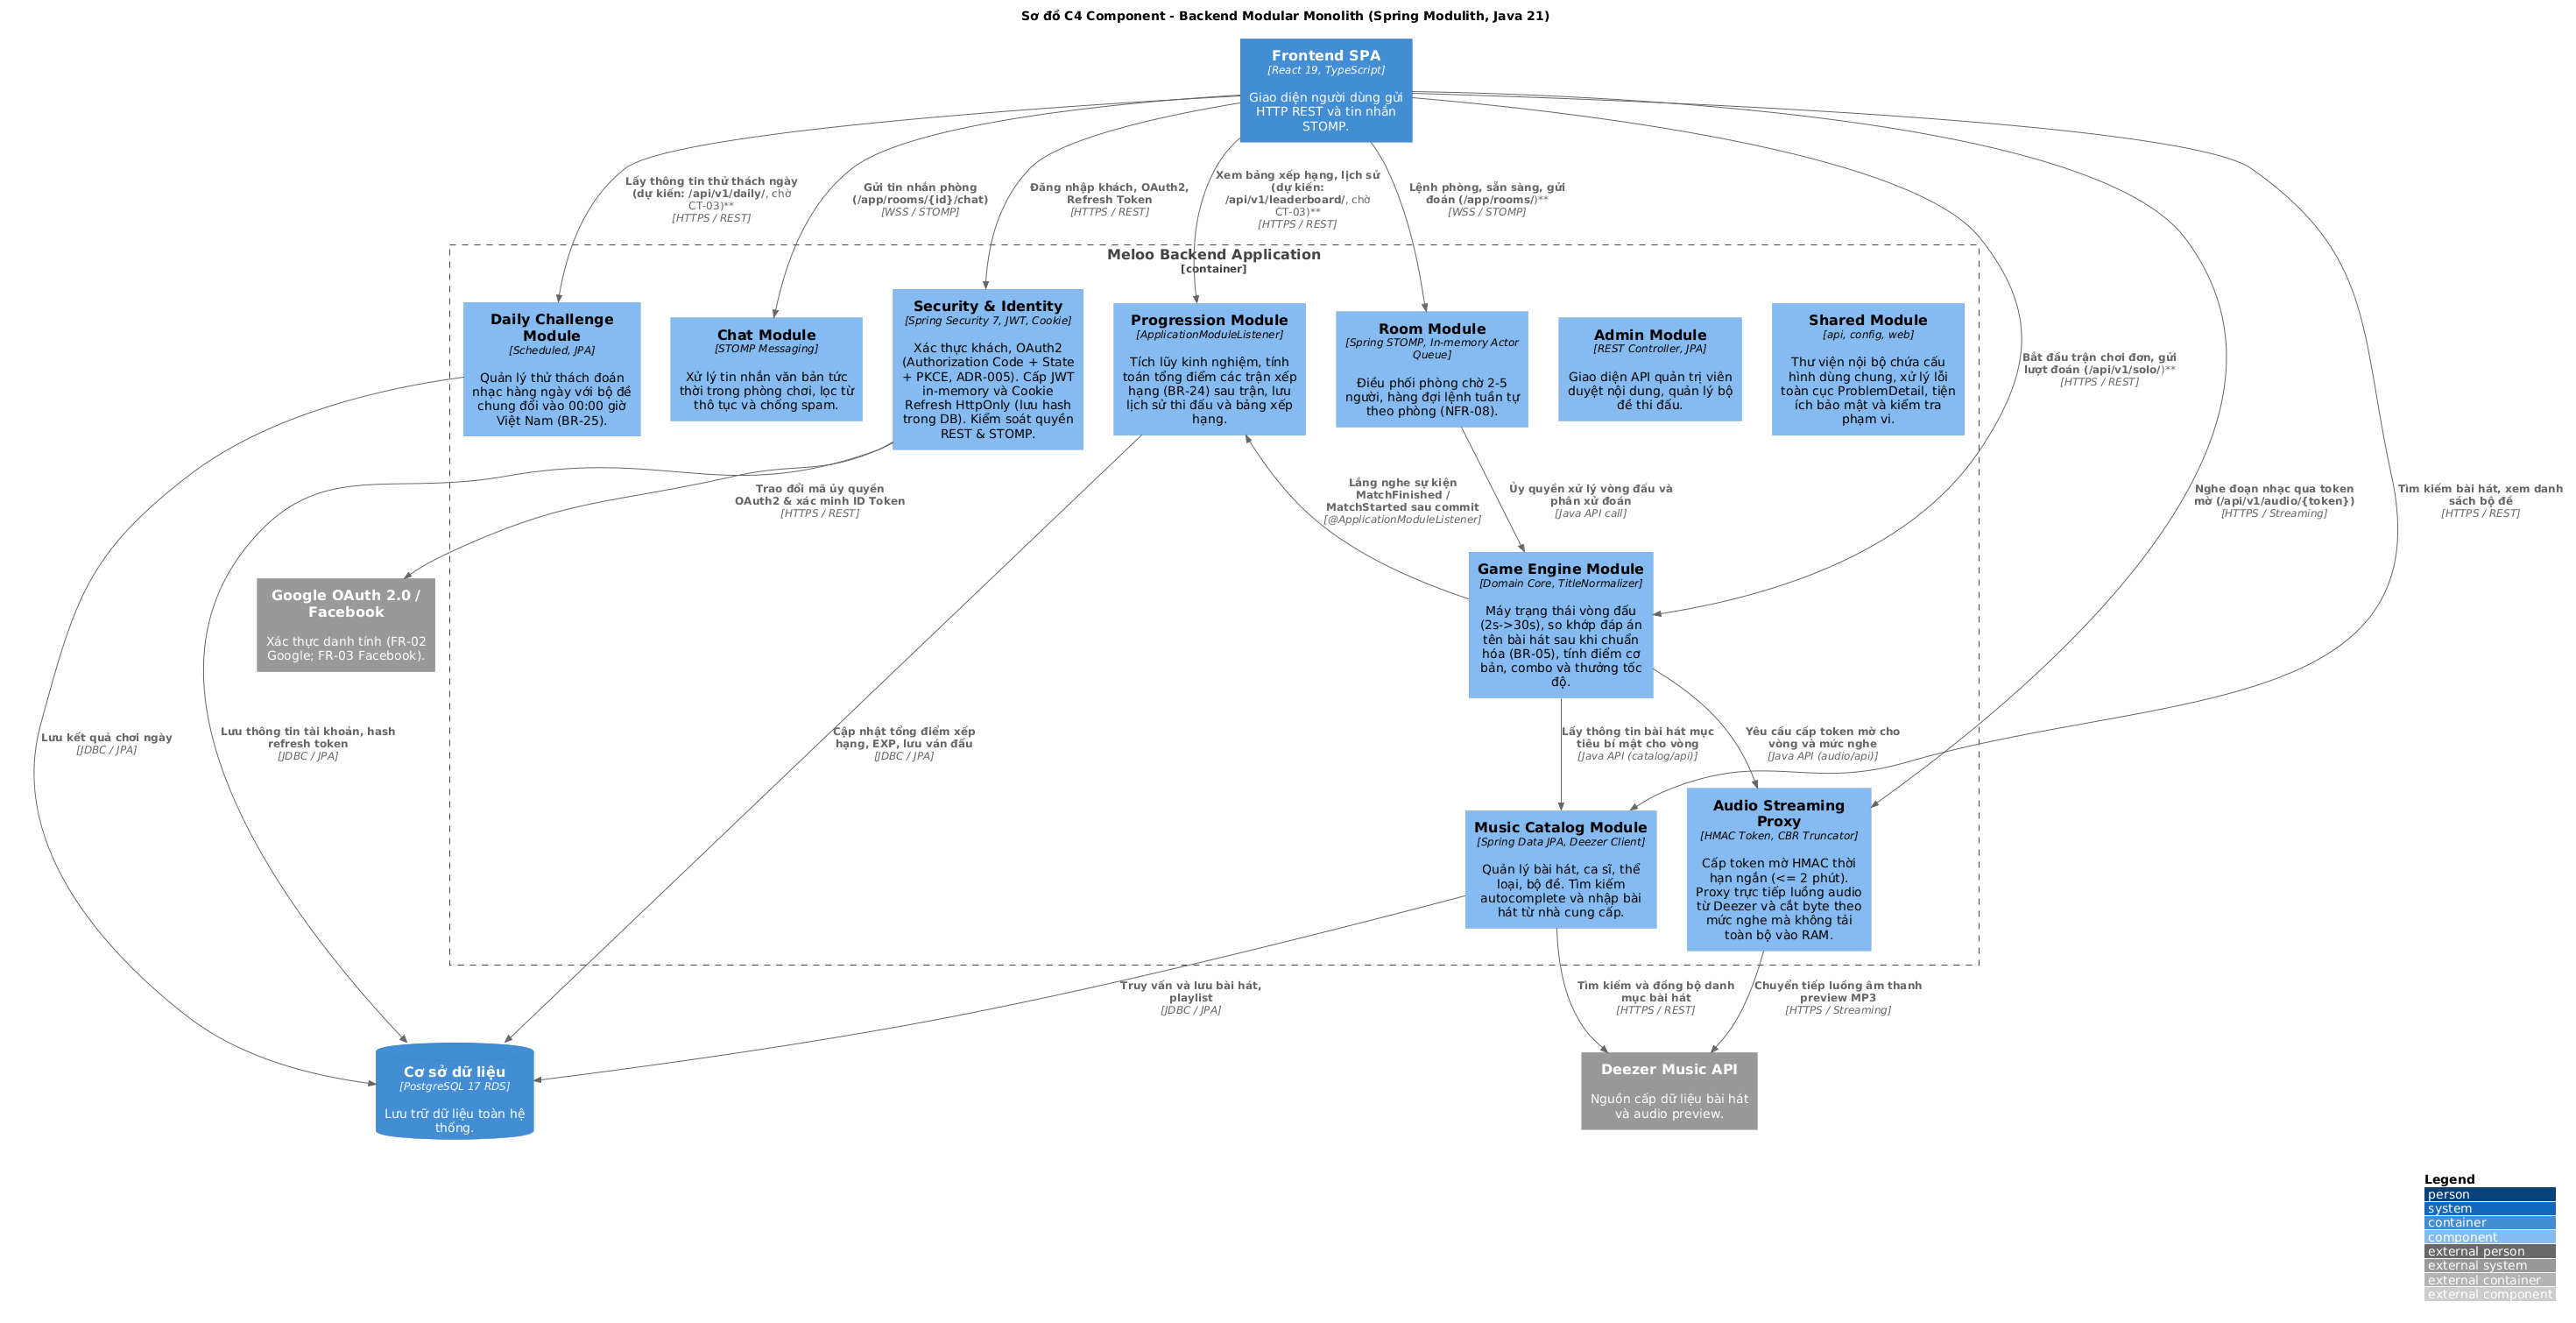 Sơ đồ C4 Component - Backend Modular Monolith (Spring Modulith, Java 21)
Frontend SPA
[React 19, TypeScript]
Giao diện người dùng gửi
HTTP REST và tin nhắn
STOMP.
Lấy thông tin thử thách ngày
(dự kiến: /api/v1/daily/, chờ
CT-03)**
[HTTPS / REST]
Gửi tin nhắn phòng
(/app/rooms/{id}/chat)
[WSS / STOMP]
Đăng nhập khách, OAuth2,
Refresh Token
[HTTPS / REST]
Xem bảng xếp hạng, lịch sử
(dự kiến:
/api/v1/leaderboard/, chờ
CT-03)**
[HTTPS / REST]
Lệnh phòng, sẵn sàng, gửi
đoán (/app/rooms/)**
[WSS / STOMP]
Meloo Backend Application
[container]
Daily Challenge
Module
[Scheduled, JPA]
Quản lý thử thách đoán
nhạc hàng ngày với bộ đề
chung đổi vào 00:00 giờ
Việt Nam (BR-25).
Chat Module
[STOMP Messaging]
Xử lý tin nhắn văn bản tức
thời trong phòng chơi, lọc từ
thô tục và chống spam.
Security & Identity
[Spring Security 7, JWT, Cookie]
Xác thực khách, OAuth2
(Authorization Code + State
+ PKCE, ADR-005). Cấp JWT
in-memory và Cookie
Refresh HttpOnly (lưu hash
trong DB). Kiểm soát quyền
REST & STOMP.
Progression Module
[ApplicationModuleListener]
Tích lũy kinh nghiệm, tính
toán tổng điểm các trận xếp
hạng (BR-24) sau trận, lưu
lịch sử thi đấu và bảng xếp
hạng.
Room Module
[Spring STOMP, In-memory Actor
Queue]
Điều phối phòng chờ 2-5
người, hàng đợi lệnh tuần tự
theo phòng (NFR-08).
Admin Module
[REST Controller, JPA]
Giao diện API quản trị viên
duyệt nội dung, quản lý bộ
đề thi đấu.
Shared Module
[api, config, web]
Thư viện nội bộ chứa cấu
hình dùng chung, xử lý lỗi
toàn cục ProblemDetail, tiện
ích bảo mật và kiểm tra
phạm vi.
Bắt đầu trận chơi đơn, gửi
lượt đoán (/api/v1/solo/)**
[HTTPS / REST]
Trao đổi mã ủy quyền
OAuth2 & xác minh ID Token
[HTTPS / REST]
Lắng nghe sự kiện
MatchFinished /
MatchStarted sau commit
[@ApplicationModuleListener]
Ủy quyền xử lý vòng đấu và
phân xử đoán
[Java API call]
Nghe đoạn nhạc qua token
mờ (/api/v1/audio/{token})
[HTTPS / Streaming]
Tìm kiếm bài hát, xem danh
sách bộ đề
[HTTPS / REST]
Google OAuth 2.0 /
Facebook
Xác thực danh tính (FR-02
Google; FR-03 Facebook).
Game Engine Module
[Domain Core, TitleNormalizer]
Máy trạng thái vòng đấu
(2s->30s), so khớp đáp án
tên bài hát sau khi chuẩn
hóa (BR-05), tính điểm cơ
bản, combo và thưởng tốc
độ.
Lưu kết quả chơi ngày
[JDBC / JPA]
Lưu thông tin tài khoản, hash
refresh token
[JDBC / JPA]
Cập nhật tổng điểm xếp
hạng, EXP, lưu ván đấu
[JDBC / JPA]
Lấy thông tin bài hát mục
tiêu bí mật cho vòng
[Java API (catalog/api)]
Yêu cầu cấp token mờ cho
vòng và mức nghe
[Java API (audio/api)]
Music Catalog Module
[Spring Data JPA, Deezer Client]
Quản lý bài hát, ca sĩ, thể
loại, bộ đề. Tìm kiếm
autocomplete và nhập bài
hát từ nhà cung cấp.
Audio Streaming
Proxy
[HMAC Token, CBR Truncator]
Cấp token mờ HMAC thời
hạn ngắn (<= 2 phút).
Proxy trực tiếp luồng audio
từ Deezer và cắt byte theo
mức nghe mà không tải
toàn bộ vào RAM.
Truy vấn và lưu bài hát,
playlist
[JDBC / JPA]
Tìm kiếm và đồng bộ danh
mục bài hát
[HTTPS / REST]
Chuyển tiếp luồng âm thanh
preview MP3
[HTTPS / Streaming]
Cơ sở dữ liệu
[PostgreSQL 17 RDS]
Lưu trữ dữ liệu toàn hệ
thống.
Deezer Music API
Nguồn cấp dữ liệu bài hát
và audio preview.
Legend
person
system
container
component
external person
external system
external container
external component